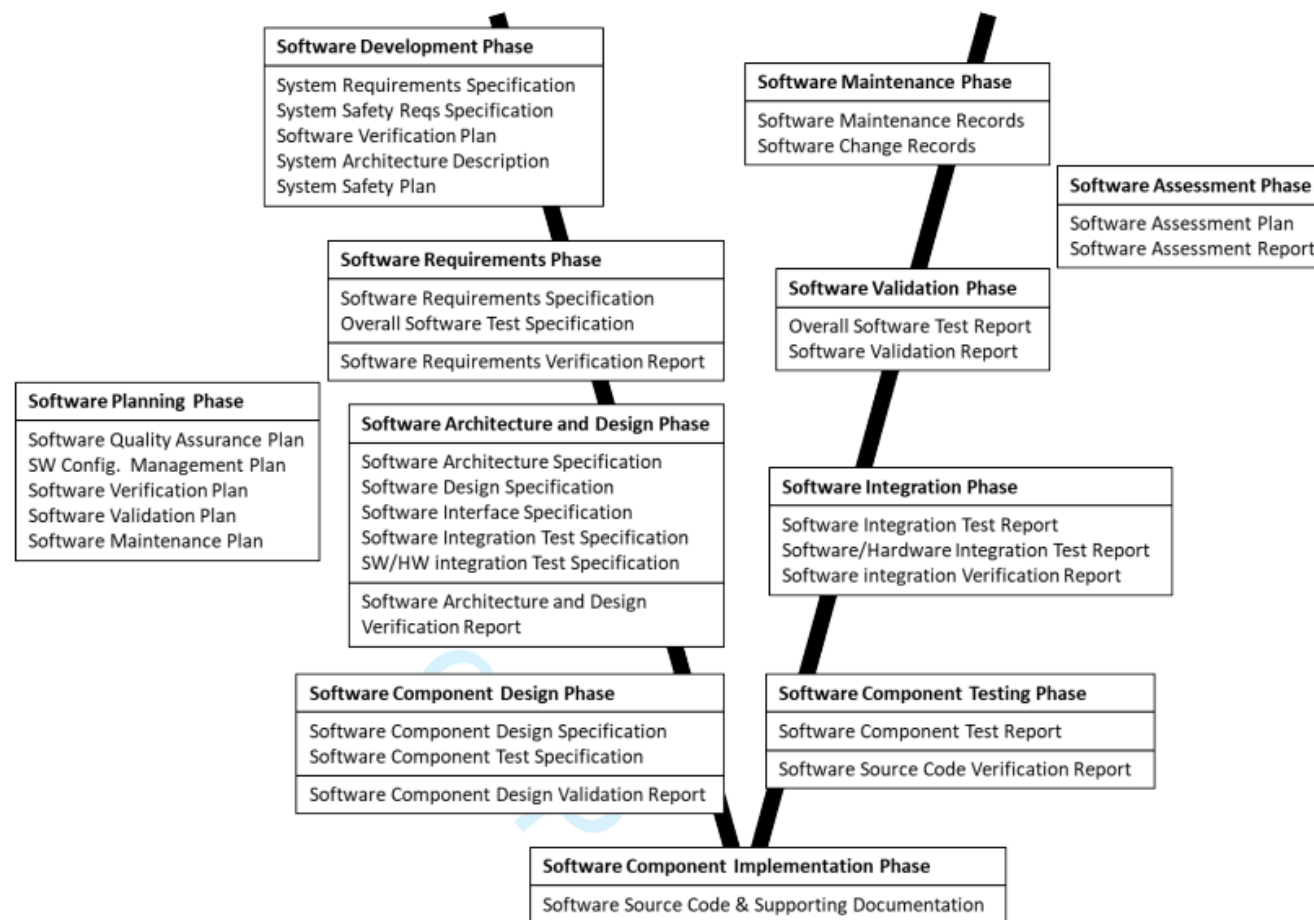 Software Development Phase
System Requirements Specification
System Safety Reqs Specification
Software Verification Plan
System Architecture Description
System Safety Plan
Software Maintenance Phase
Software Maintenance Records
Software Change Records
Software Assessment Phase
Software Assessment Plan
Software Assessment Report
Software Requirements Phase
Software Requirements Specification
Overall Software Test Specification
Software Requirements Verification Report
Software Validation Phase
Overall Software Test Report
Software Validation Report
Software Planning Phase
Software Quality Assurance Plan
SW Config. Management Plan
Software Verification Plan
Software Validation Plan
Software Maintenance Plan
Software Architecture and Design Phase
Software Architecture Specification
Software Design Specification
Software Interface Specification
Software Integration Test Specification
SW/HW integration Test Specification
Software Architecture and Design
Verification Report
Software Integration Phase
Software Integration Test Report
Software/Hardware Integration Test Report
Software integration Verification Report
Software Component Design Phase
Software Component Design Specification
Software Component Test Specification
Software Component Design Validation Report
Software Component Testing Phase
Software Component Test Report
Software Source Code Verification Report
Software Component Implementation Phase
Software Source Code & Supporting Documentation